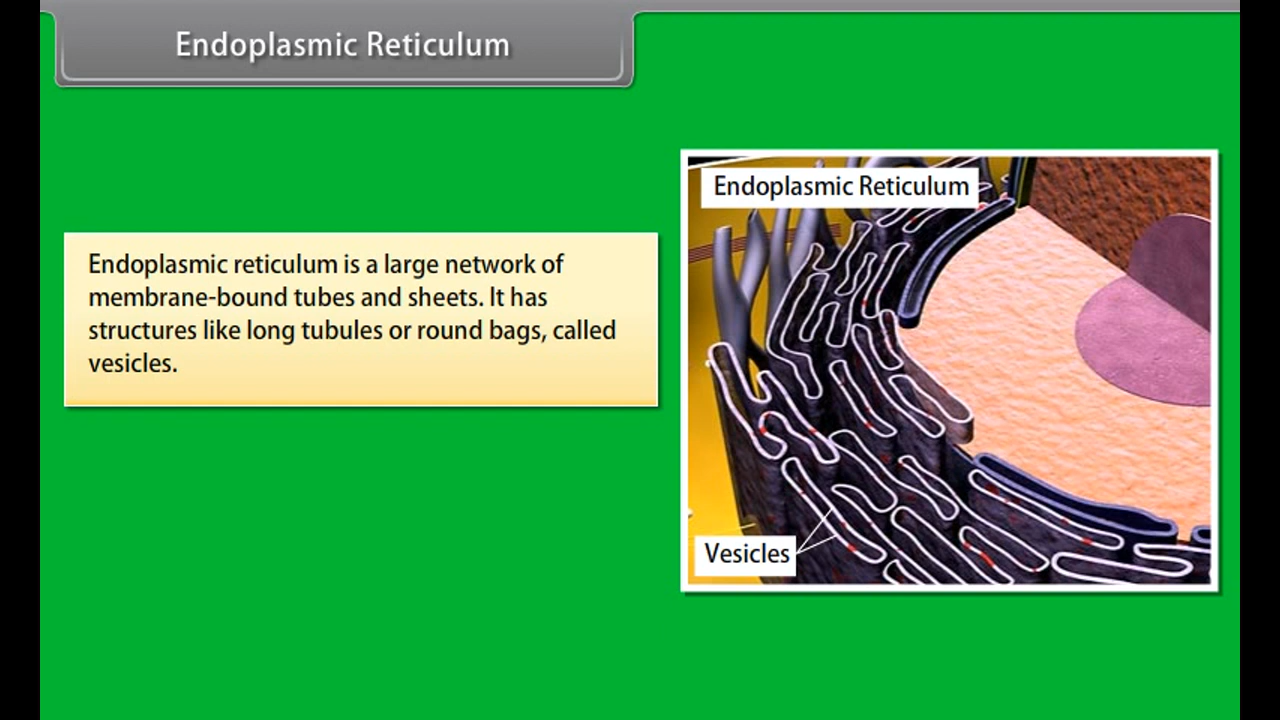 Endoplasmic Reticulum
Endoplasmic reticulum is a large network of
membrane-bound tubes and sheets. It has
structures like long tubules or round bags, called
vesicles.
Endoplasmic Reticulum
Vesicles